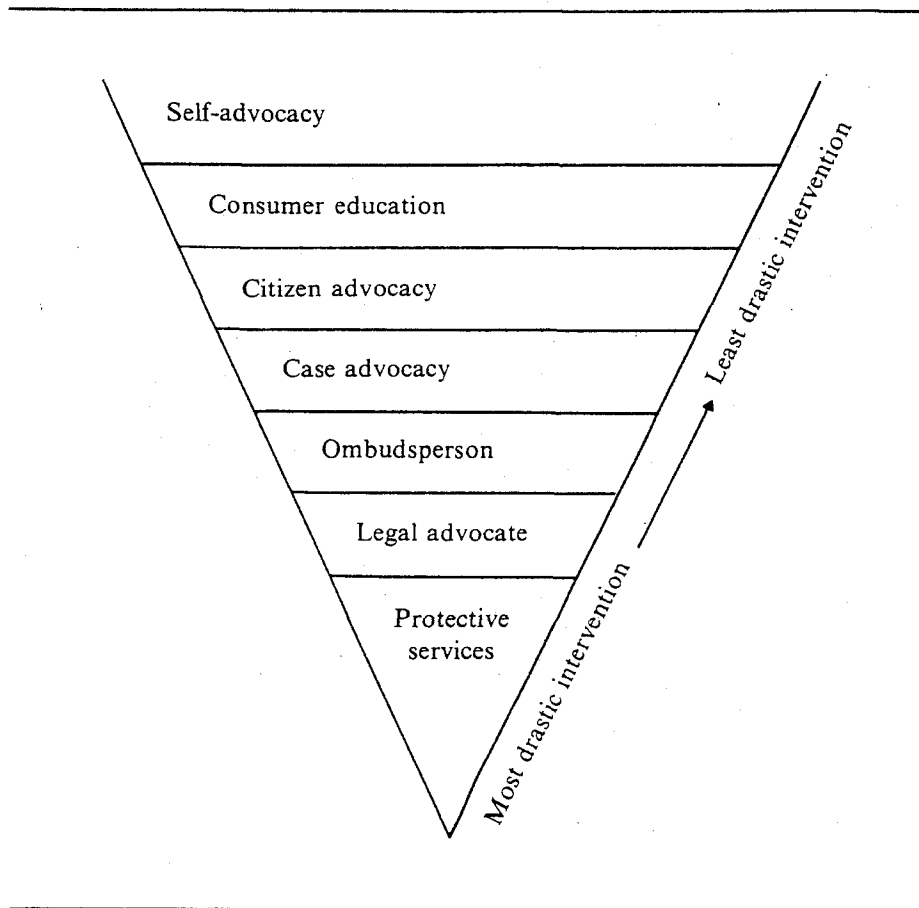 Self-advocacy
Consumer education
Citizen advocacy
Case advocacy
Ombudsperson
Legal advocate
Protective
services
Most drastic intervention
Least drastic intervention